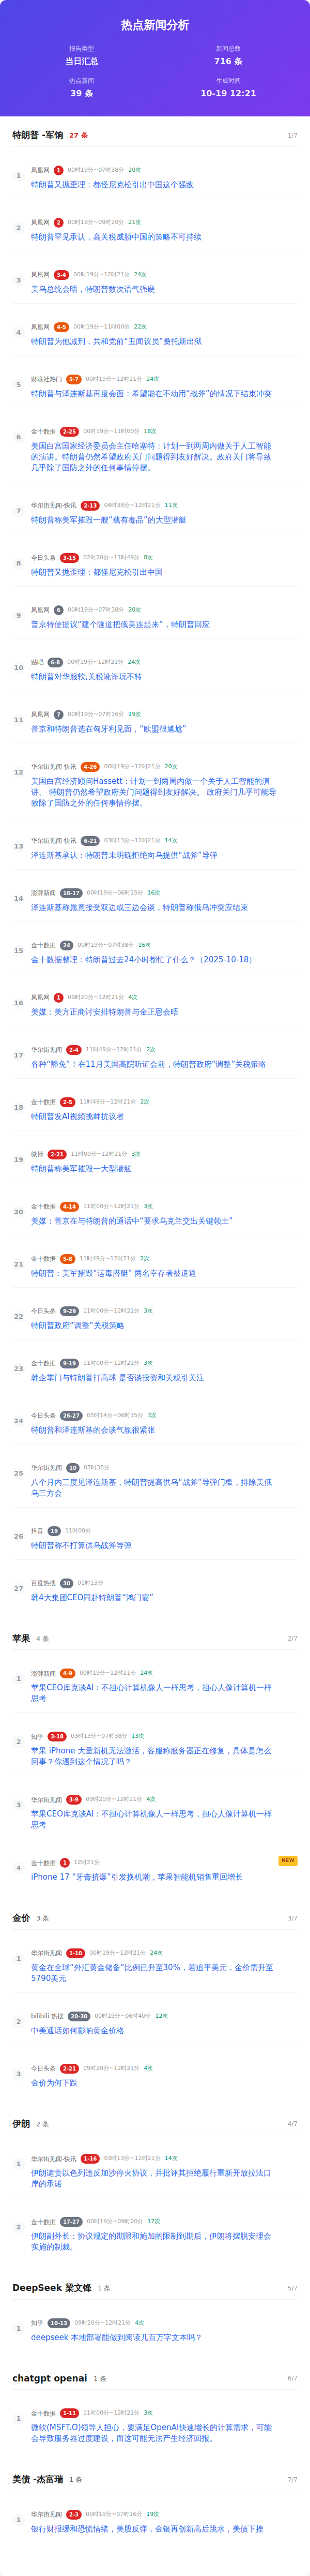 热点新闻分析
报告类型
新闻总数
当日汇总
716 条
热点新闻
生成时间
39 条
10-19 12:21
特朗普 -军饷 27 条 1/7
1 凤凰网 1 00时19分~07时38分 20次
特朗普又抛歪理：都怪尼克松引出中国这个强敌
2 凤凰网 2 00时19分~09时20分 21次
特朗普罕见承认，高关税威胁中国的策略不可持续
3 凤凰网 3-4 00时19分~12时21分 24次
美乌总统会晤，特朗普数次语气强硬
4 凤凰网 4-5 00时19分~11时00分 22次
特朗普为他减刑，共和党前“丑闻议员”桑托斯出狱
5 财联社热门 5-7 00时19分~12时21分 24次
特朗普与泽连斯基再度会面：希望能在不动用“战斧”的情况下结束冲突
6 金十数据 2-25 00时19分~11时00分 18次
美国白宫国家经济委员会主任哈塞特：计划一到两周内做关于人工智能
的演讲。特朗普仍然希望政府关门问题得到友好解决。政府关门将导致
几乎除了国防之外的任何事情停摆。
7 华尔街见闻-快讯 2-13 04时38分~12时21分 11次
特朗普称美军摧毁一艘“载有毒品”的大型潜艇
8 今日头条 3-15 02时20分~11时49分 8次
特朗普又抛歪理：都怪尼克松引出中国
9 凤凰网 6 00时19分~07时38分 20次
普京特使提议“建个隧道把俄美连起来”，特朗普回应
10 贴吧 6-8 00时19分~12时21分 24次
特朗普对华服软,关税讹诈玩不转
11 凤凰网 7 00时19分~07时16分 19次
普京和特朗普选在匈牙利见面，“欧盟很尴尬”
12 华尔街见闻-快讯 4-26 00时19分~12时21分 20次
美国白宫经济顾问Hassett：计划一到两周内做一个关于人工智能的演
讲。 特朗普仍然希望政府关门问题得到友好解决。 政府关门几乎可能导
致除了国防之外的任何事情停摆。
13 华尔街见闻-快讯 6-21 03时13分~12时21分 14次
泽连斯基承认：特朗普未明确拒绝向乌提供“战斧”导弹
14 澎湃新闻 16-17 00时19分~06时15分 16次
泽连斯基称愿意接受双边或三边会谈，特朗普称俄乌冲突应结束
15 金十数据 24 00时19分~07时38分 16次
金十数据整理：特朗普过去24小时都忙了什么？（2025-10-18）
16 凤凰网 1 09时20分~12时21分 4次
美媒：美方正商讨安排特朗普与金正恩会晤
17 华尔街见闻 2-4 11时49分~12时21分 2次
各种“豁免”！在11月美国高院听证会前，特朗普政府“调整”关税策略
18 金十数据 2-5 11时49分~12时21分 2次
特朗普发AI视频挑衅抗议者
19 微博 2-21 11时00分~12时21分 3次
特朗普称美军摧毁一大型潜艇
20 金十数据 4-14 11时00分~12时21分 3次
美媒：普京在与特朗普的通话中“要求乌克兰交出关键领土”
21 金十数据 5-8 11时49分~12时21分 2次
特朗普：美军摧毁“运毒潜艇” 两名幸存者被遣返
22 今日头条 9-29 11时00分~12时21分 3次
特朗普政府“调整”关税策略
23 金十数据 9-19 11时00分~12时21分 3次
韩企掌门与特朗普打高球 是否谈投资和关税引关注
24 今日头条 26-27 05时14分~06时15分 3次
特朗普和泽连斯基的会谈气氛很紧张
25 华尔街见闻 10 07时38分
八个月内三度见泽连斯基，特朗普提高供乌“战斧”导弹门槛，排除美俄
乌三方会
26 抖音 19 11时00分
特朗普称不打算供乌战斧导弹
27 百度热搜 30 01时13分
韩4大集团CEO同赴特朗普“鸿门宴”
苹果 4 条 2/7
1 澎湃新闻 4-9 00时19分~12时21分 24次
苹果CEO库克谈AI：不担心计算机像人一样思考，担心人像计算机一样
思考
2 知乎 3-18 03时13分~07时38分 13次
苹果 iPhone 大量新机无法激活，客服称服务器正在修复，具体是怎么
回事？你遇到这个情况了吗？
3 华尔街见闻 3-9 09时20分~12时21分 4次
苹果CEO库克谈AI：不担心计算机像人一样思考，担心人像计算机一样
思考
4 金十数据 1 12时21分 NEW
iPhone 17 “牙膏挤爆”引发换机潮，苹果智能机销售重回增长
金价 3 条 3/7
1 华尔街见闻 1-10 00时19分~12时21分 24次
黄金在全球“外汇黄金储备”比例已升至30%，若追平美元，金价需升至
5790美元
2 bilibili 热搜 20-30 00时19分~06时40分 12次
中美通话如何影响黄金价格
3 今日头条 2-21 09时20分~12时21分 4次
金价为何下跌
伊朗 2 条 4/7
1 华尔街见闻-快讯 1-16 03时13分~12时21分 14次
伊朗谴责以色列违反加沙停火协议，并批评其拒绝履行重新开放拉法口
岸的承诺
2 金十数据 17-27 00时19分~09时20分 17次
伊朗副外长：协议规定的期限和施加的限制到期后，伊朗将摆脱安理会
实施的制裁。
DeepSeek 梁文锋 1 条 5/7
1 知乎 10-13 09时20分~12时21分 4次
deepseek 本地部署能做到阅读几百万字文本吗？
chatgpt openai 1 条 6/7
1 金十数据 1-11 11时00分~12时21分 3次
微软(MSFT.O)领导人担心，要满足OpenAI快速增长的计算需求，可能
会导致服务器过度建设，而这可能无法产生经济回报。
美债 -杰富瑞 1 条 7/7
1 华尔街见闻 2-3 00时19分~07时16分 19次
银行财报缓和恐慌情绪，美股反弹，金银再创新高后跳水，美债下挫